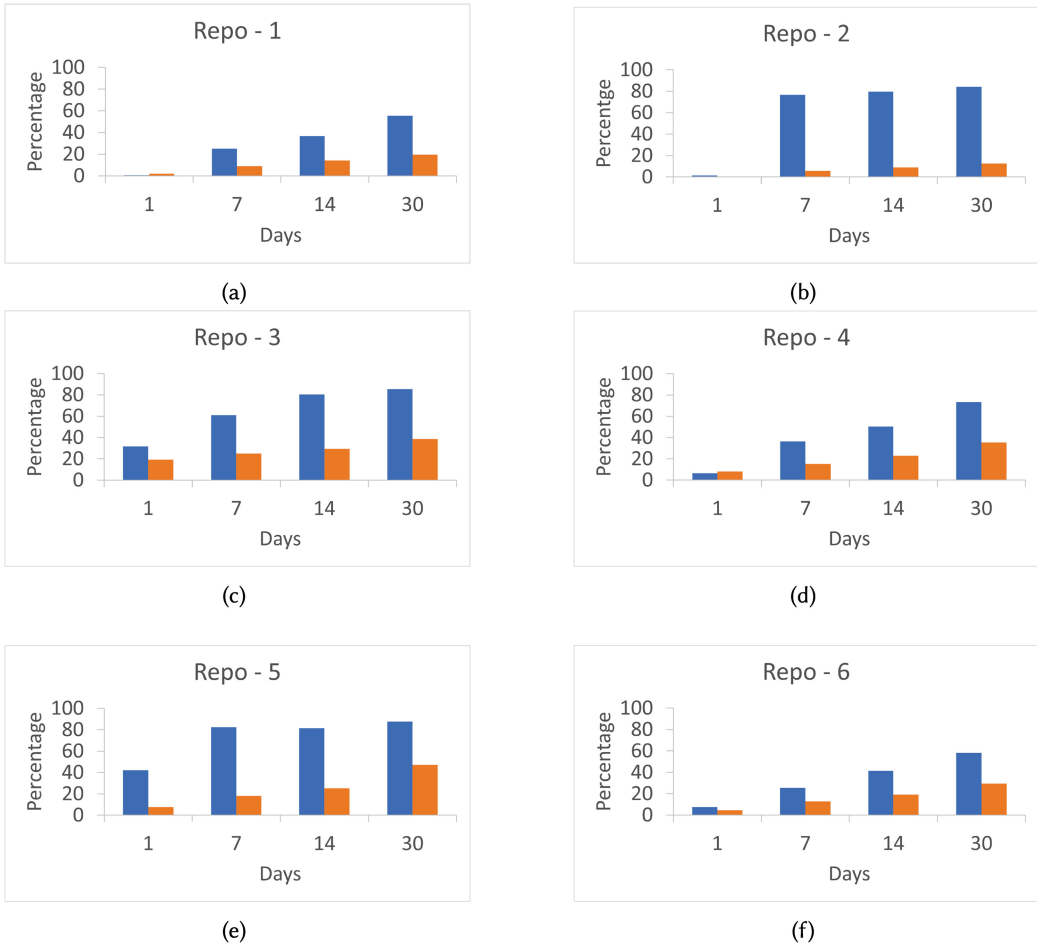 Repo - 1
Percentage
100
80
60
40
20
0
1 7 14 30
Days
(a)
Repo - 2
Percentge
100
80
60
40
20
0
1 7 14 30
Days
(b)
Repo - 3
Percentage
100
80
60
40
20
0
1 7 14 30
Days
(c)
Repo - 4
Percentage
100
80
60
40
20
0
1 7 14 30
Days
(d)
Repo - 5
Percentage
100
80
60
40
20
0
1 7 14 30
Days
(e)
Repo - 6
Percentage
100
80
60
40
20
0
1 7 14 30
Days
(f)